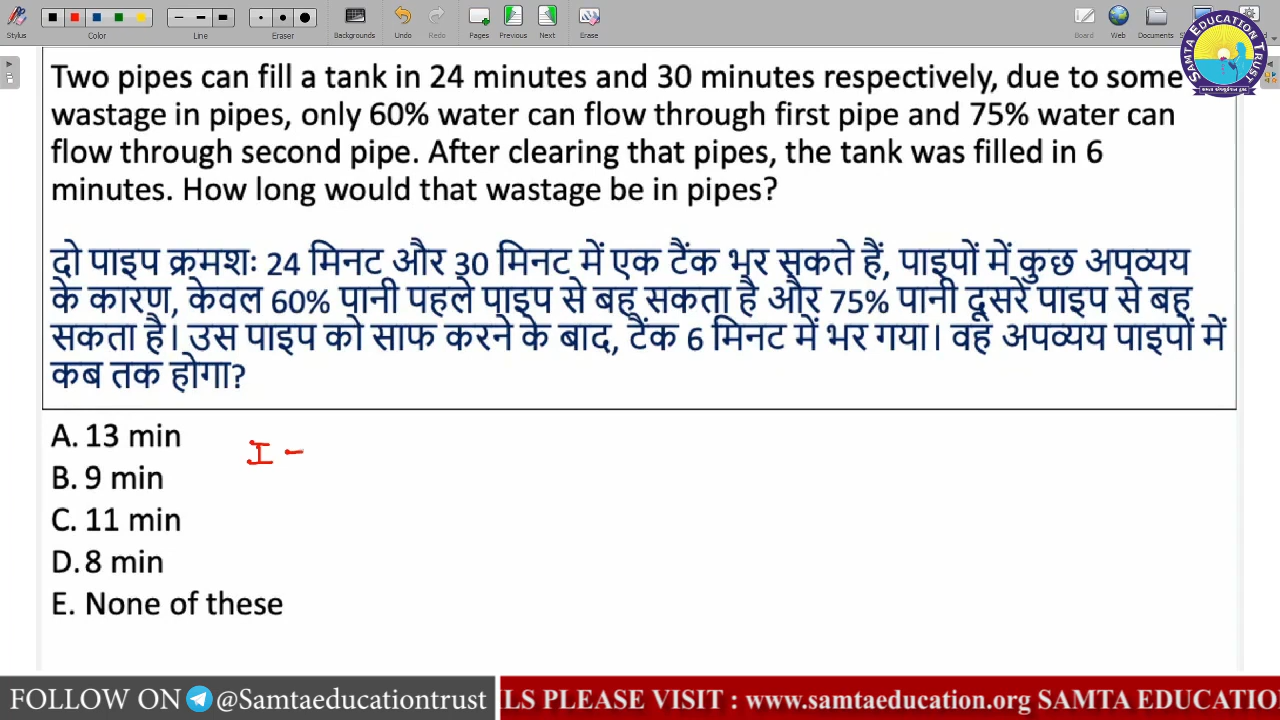 Stylus Color Line Eraser Backgrounds Undo Redo Pages Previous Next Erase Board Web Documents
SAMTA EDUCATION TRUST
Two pipes can fill a tank in 24 minutes and 30 minutes respectively, due to some
wastage in pipes, only 60% water can flow through first pipe and 75% water can
flow through second pipe. After clearing that pipes, the tank was filled in 6
minutes. How long would that wastage be in pipes?
दो पाइप क्रमशः 24 मिनट और 30 मिनट में एक टैंक भर सकते हैं, पाइपों में कुछ अपव्यय
के कारण, केवल 60% पानी पहले पाइप से बह सकता है और 75% पानी दूसरे पाइप से बह
सकता है। उस पाइप को साफ करने के बाद, टैंक 6 मिनट में भर गया। वह अपव्यय पाइपों में
कब तक होगा?
A. 13 min
I -
B. 9 min
C. 11 min
D. 8 min
E. None of these
FOLLOW ON @Samtaeducationtrust LS PLEASE VISIT : www.samtaeducation.org SAMTA EDUCATIO